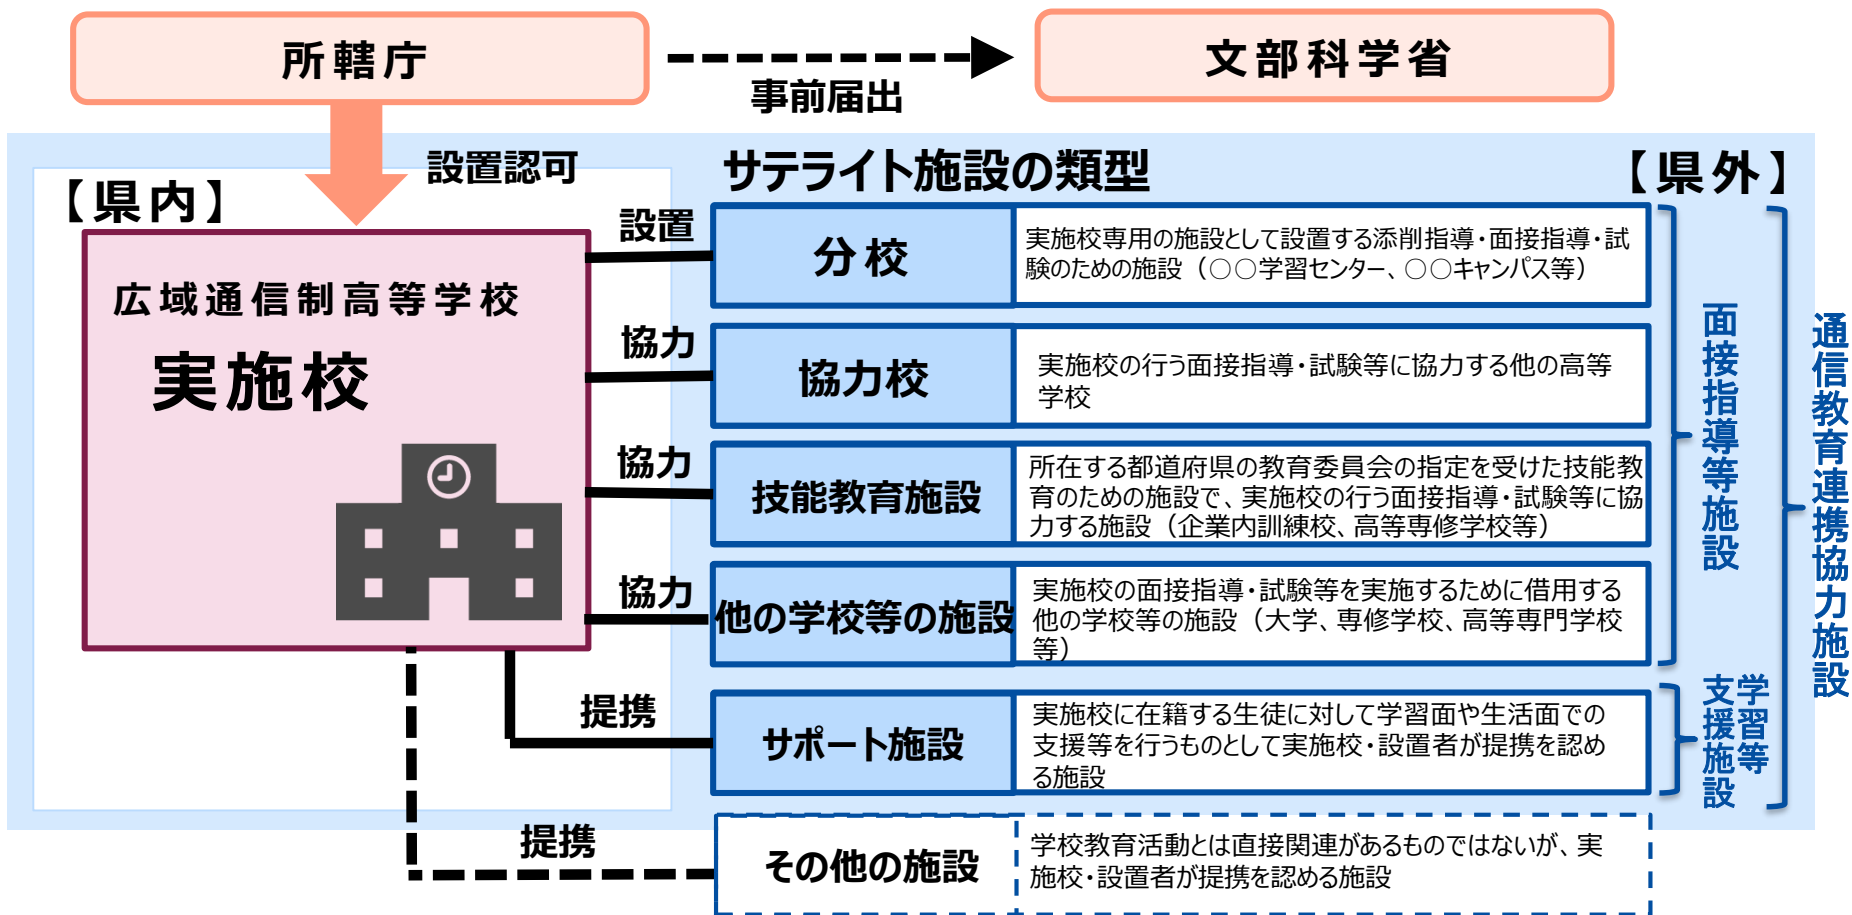 所轄庁
事前届出
文部科学省
設置認可
サテライト施設の類型
【県内】
【県外】
広域通信制高等学校
実施校
設置
分校
実施校専用の施設として設置する添削指導・面接指導・試
験のための施設（○○学習センター、○○キャンパス等）
協力
協力校
実施校の行う面接指導・試験等に協力する他の高等
学校
協力
技能教育施設
所在する都道府県の教育委員会の指定を受けた技能教
育のための施設で、実施校の行う面接指導・試験等に協
力する施設（企業内訓練校、高等専修学校等）
協力
他の学校等の施設
実施校の面接指導・試験等を実施するために借用する
他の学校等の施設（大学、専修学校、高等専門学校
等）
提携
サポート施設
実施校に在籍する生徒に対して学習面や生活面での
支援等を行うものとして実施校・設置者が提携を認め
る施設
提携
その他の施設
学校教育活動とは直接関連があるものではないが、実
施校・設置者が提携を認める施設
面接指導等施設
学習等
支援施設
通信教育連携協力施設